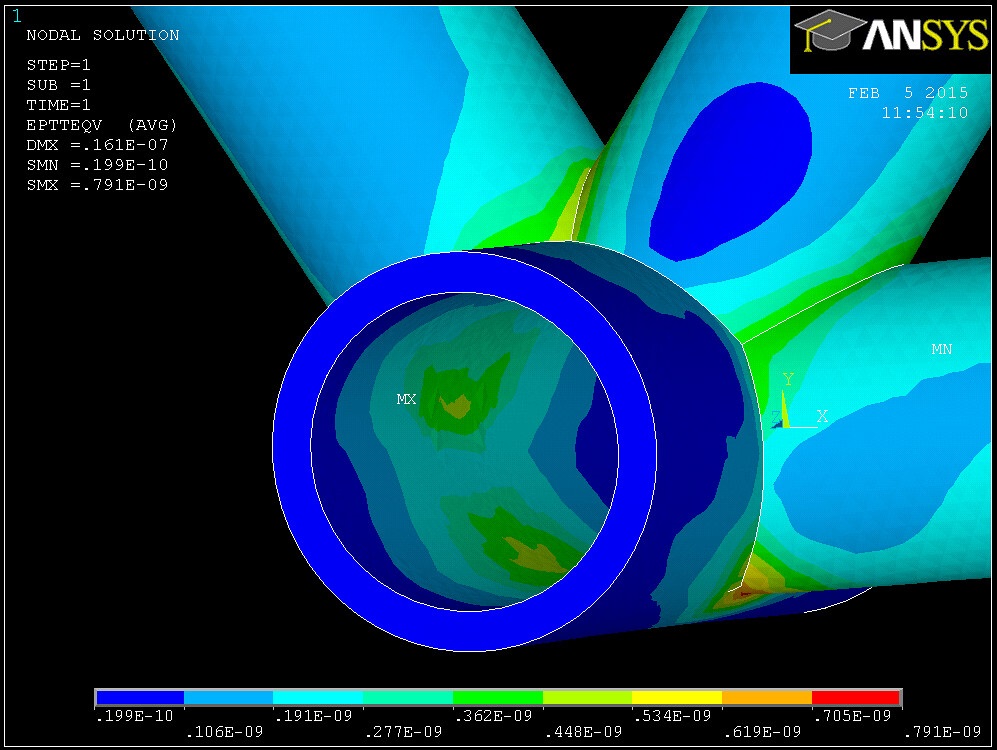 1
NODAL SOLUTION
STEP=1
SUB =1
TIME=1
EPTTEQV (AVG)
DMX =.161E-07
SMN =.199E-10
SMX =.791E-09
ANSYS
FEB 5 2015
11:54:10
MN
MX
Y
Z X
.199E-10 .191E-09 .362E-09 .534E-09 .705E-09
.106E-09 .277E-09 .448E-09 .619E-09 .791E-09